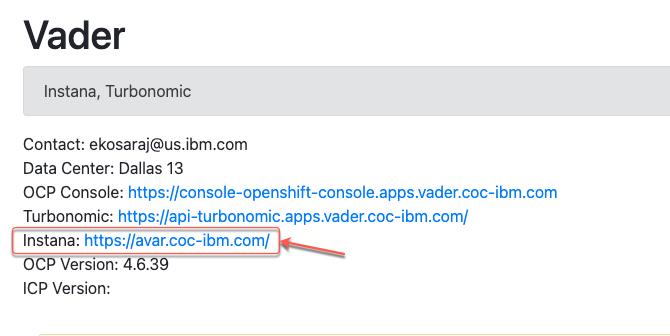 Vader
Instana, Turbonomic
Contact: ekosaraj@us.ibm.com
Data Center: Dallas 13
OCP Console: https://console-openshift-console.apps.vader.coc-ibm.com
Turbonomic: https://api-turbonomic.apps.vader.coc-ibm.com/
Instana: https://avar.coc-ibm.com/
OCP Version: 4.6.39
ICP Version: